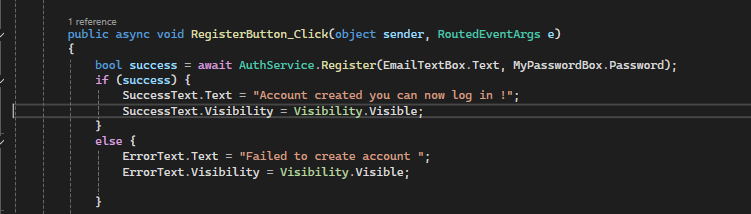 1 reference
public async void RegisterButton_Click(object sender, RoutedEventArgs e)
{
bool success = await AuthService.Register(EmailTextBox.Text, MyPasswordBox.Password);
if (success) {
SuccessText.Text = "Account created you can now log in !";
SuccessText.Visibility = Visibility.Visible;
}
else {
ErrorText.Text = "Failed to create account ";
ErrorText.Visibility = Visibility.Visible;
}